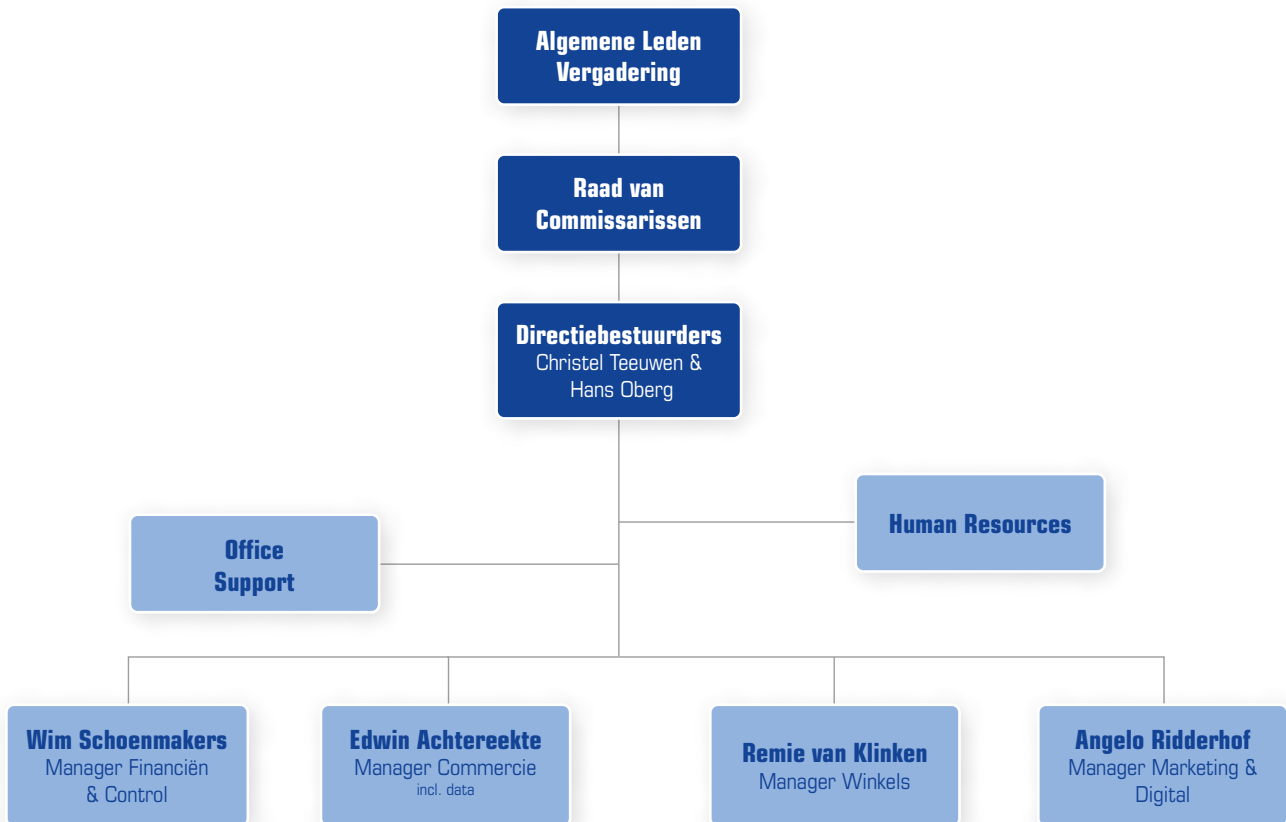 Algemene Leden
Vergadering
Raad van
Commissarissen
Directiebestuurders
Christel Teeuwen &
Hans Oberg
Human Resources
Office
Support
Wim Schoenmakers
Manager Financiën
& Control
Edwin Achtereekte
Manager Commercie
incl. data
Remie van Klinken
Manager Winkels
Angelo Ridderhof
Manager Marketing &
Digital